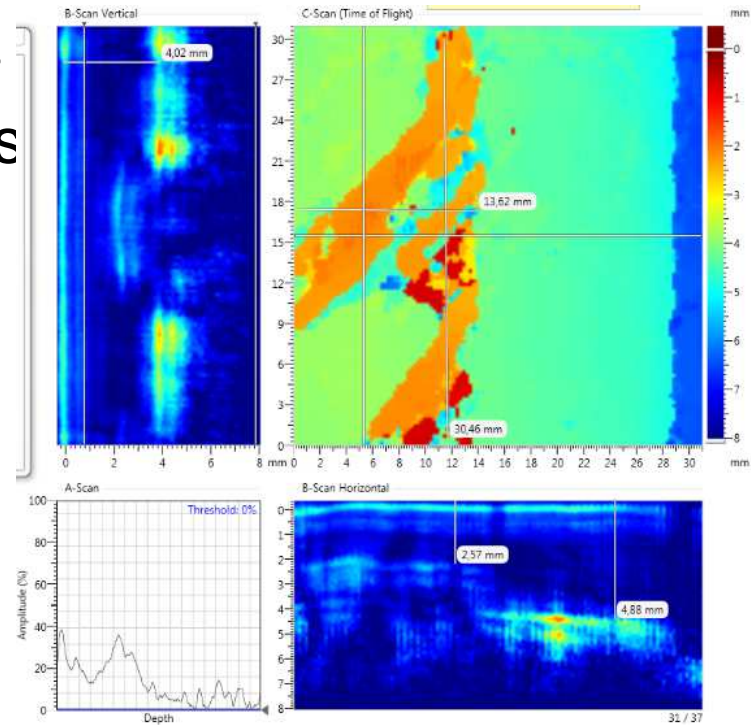 s
B-Scan Vertical
4,02 mm
0 2 4 6 8 mm
C-Scan (Time of Flight)
30
27
24
21
18
15
12
9
6
3
0
13,62 mm
30,46 mm
0 2 4 6 8 10 12 14 16 18 20 22 24 26 28 30 mm
mm
0
-1
-2
-3
-4
-5
-6
-7
-8
A-Scan
Threshold: 0%
Amplitude (%)
100
80
60
40
20
0
Depth
B-Scan Horizontal
0
1
2
3
4
5
6
7
8
2,57 mm
4,88 mm
31 / 37